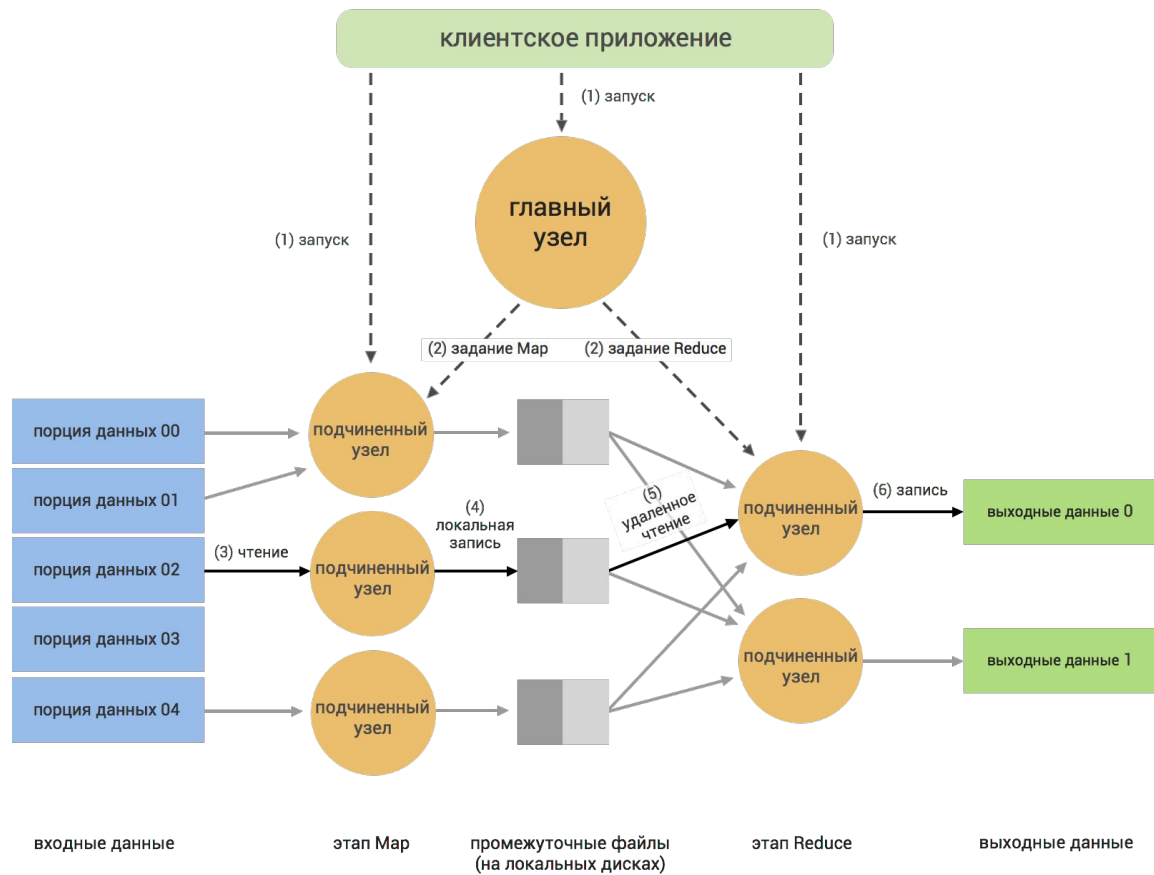 клиентское приложение
(1) запуск
главный
узел
(1) запуск
(1) запуск
(2) задание Map
(2) задание Reduce
порция данных 00
порция данных 01
порция данных 02
порция данных 03
порция данных 04
(3) чтение
подчиненный
узел
подчиненный
узел
подчиненный
узел
(4)
локальная
запись
(5)
удаленное
чтение
подчиненный
узел
подчиненный
узел
(6) запись
выходные данные 0
выходные данные 1
входные данные
этап Map
промежуточные файлы
(на локальных дисках)
этап Reduce
выходные данные